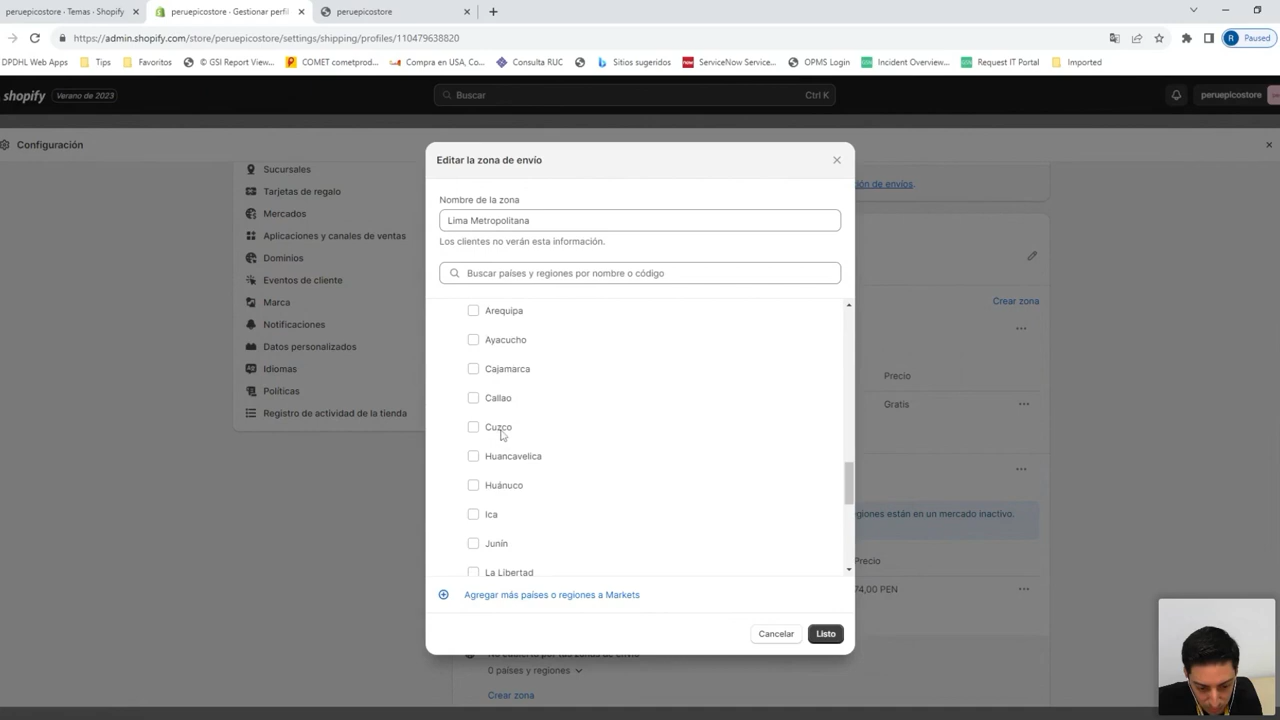 peruepicostore · Temas · Shopify
peruepicostore - Gestionar perfi
peruepicostore
https://admin.shopify.com/store/peruepicostore/settings/shipping/profiles/110479638820
Paused
DPDHL Web Apps
Tips
Favoritos
© GSI Report View...
COMET cometprod...
Compra en USA, Co...
Consulta RUC
Sitios sugeridos
ServiceNow Service...
OPMS Login
Incident Overview...
Request IT Portal
Imported
shopify
Verano de 2023
Buscar
Ctrl K
peruepicostore
Configuración
Sucursales
Tarjetas de regalo
Mercados
Aplicaciones y canales de ventas
Dominios
Eventos de cliente
Marca
Notificaciones
Datos personalizados
Idiomas
Políticas
Registro de actividad de la tienda
Editar la zona de envío
Nombre de la zona
Lima Metropolitana
Los clientes no verán esta información.
Buscar países y regiones por nombre o código
Arequipa
Ayacucho
Cajamarca
Callao
Cuzco
Huancavelica
Huánuco
Ica
Junín
La Libertad
Agregar más países o regiones a Markets
Cancelar
Listo
ción de envíos.
Crear zona
Precio
Gratis
egiones están en un mercado inactivo.
Precio
74,00 PEN
0 países y regiones
Crear zona